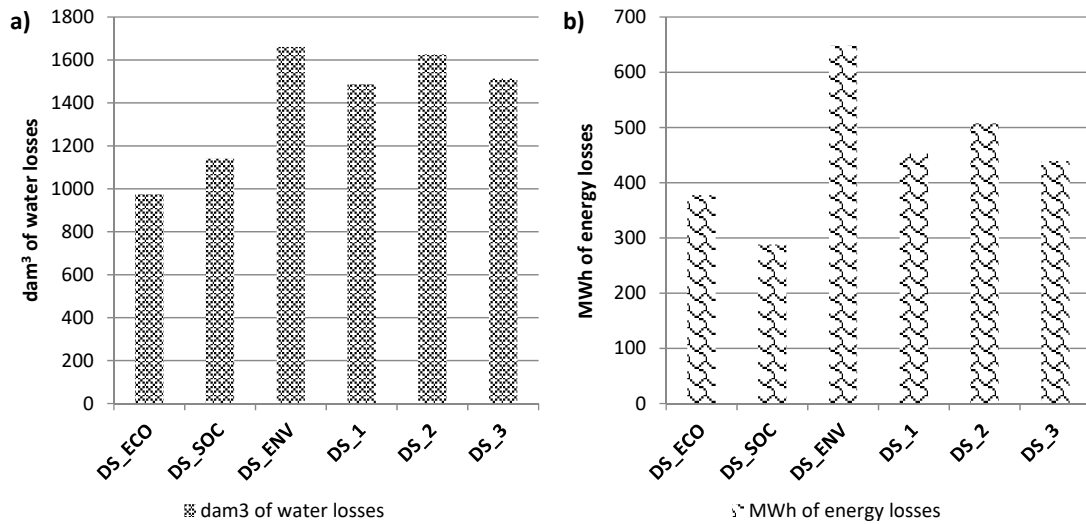 a)
dam³ of water losses
1800
1600
1400
1200
1000
800
600
400
200
0
DS_ECO
DS_SOC
DS_ENV
DS_1
DS_2
DS_3
dam3 of water losses
b)
MWh of energy losses
700
600
500
400
300
200
100
0
DS_ECO
DS_SOC
DS_ENV
DS_1
DS_2
DS_3
MWh of energy losses